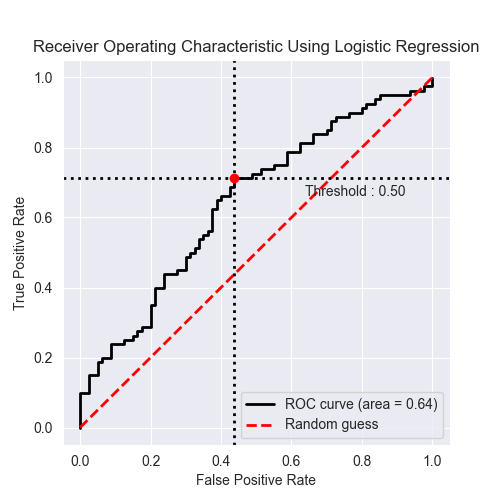 Receiver Operating Characteristic Using Logistic Regression
1.0
0.8
0.6
0.4
0.2
0.0
True Positive Rate
Threshold : 0.50
ROC curve (area = 0.64)
Random guess
0.0 0.2 0.4 0.6 0.8 1.0
False Positive Rate